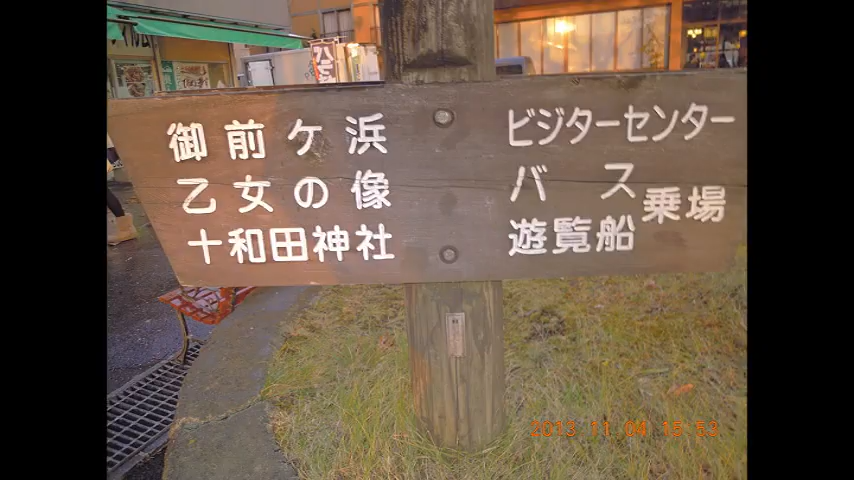 御前ケ浜
乙女の像
十和田神社
ビジターセンター
バス
遊覧船
乗場
2013 11 04 15 53